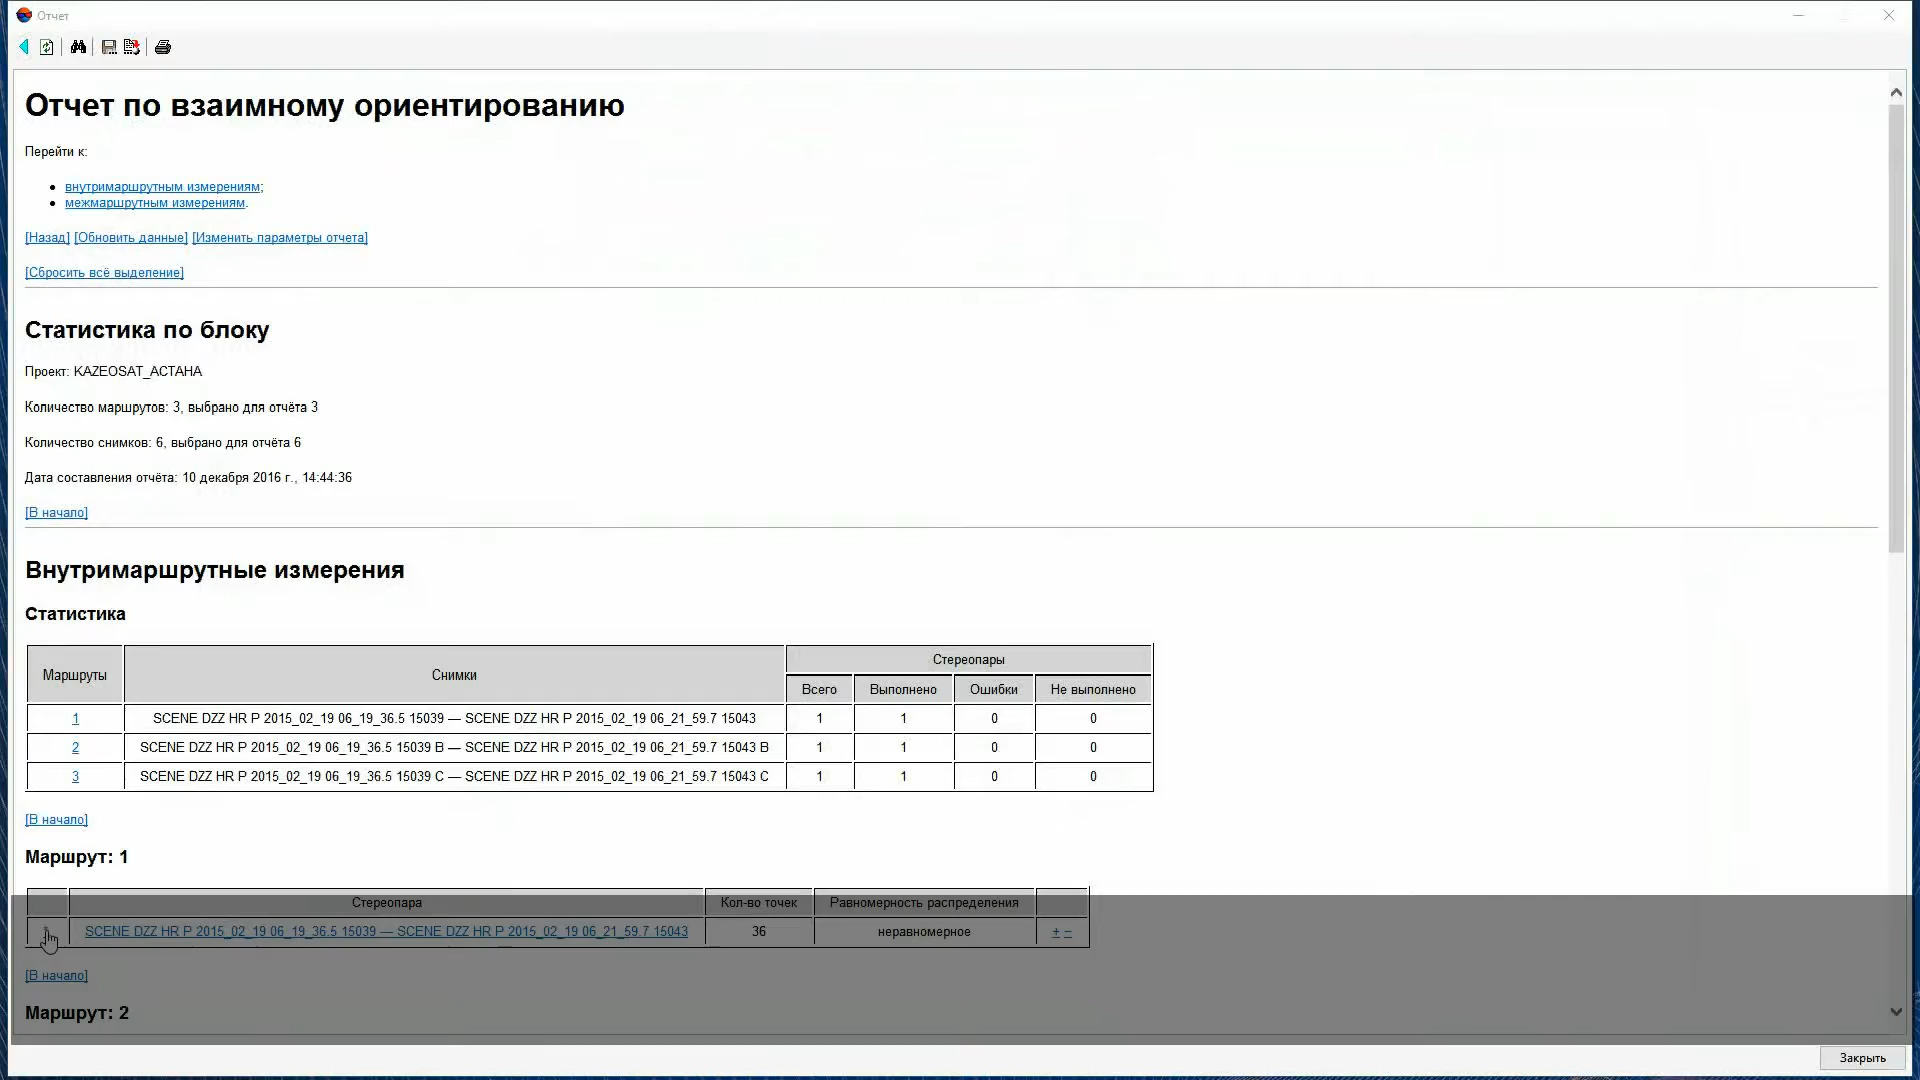 Отчет
Отчет по взаимному ориентированию
Перейти к:
внутримаршрутным измерениям;
межмаршрутным измерениям.
[Назад] [Обновить данные] [Изменить параметры отчета]
[Сбросить всё выделение]
Статистика по блоку
Проект: KAZEOSAT_АСТАНА
Количество маршрутов: 3, выбрано для отчёта 3
Количество снимков: 6, выбрано для отчёта 6
Дата составления отчёта: 10 декабря 2016 г., 14:44:36
[В начало]
Внутримаршрутные измерения
Статистика
Маршруты Снимки Стереопары
Всего Выполнено Ошибки Не выполнено
1 SCENE DZZ HR P 2015_02_19 06_19_36.5 15039 — SCENE DZZ HR P 2015_02_19 06_21_59.7 15043 1 1 0 0
2 SCENE DZZ HR P 2015_02_19 06_19_36.5 15039 B — SCENE DZZ HR P 2015_02_19 06_21_59.7 15043 B 1 1 0 0
3 SCENE DZZ HR P 2015_02_19 06_19_36.5 15039 C — SCENE DZZ HR P 2015_02_19 06_21_59.7 15043 C 1 1 0 0
[В начало]
Маршрут: 1
Стереопара Кол-во точек Равномерность распределения
SCENE DZZ HR P 2015_02_19 06_19_36.5 15039 — SCENE DZZ HR P 2015_02_19 06_21_59.7 15043 36 неравномерное + −
[В начало]
Маршрут: 2
Закрыть